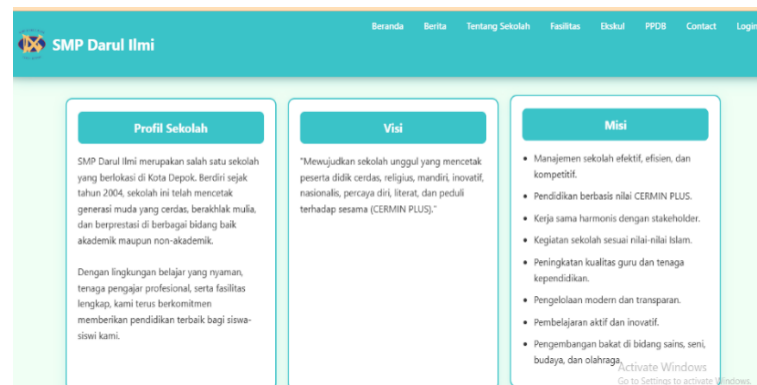 Beranda Berita Tentang Sekolah Fasilitas Ekskul PPDB Contact Login
SMP Darul Ilmi
Profil Sekolah
SMP Darul Ilmi merupakan salah satu sekolah
yang berlokasi di Kota Depok. Berdiri sejak
tahun 2004, sekolah ini telah mencetak
generasi muda yang cerdas, berakhlak mulia,
dan berprestasi di berbagai bidang baik
akademik maupun non-akademik.
Dengan lingkungan belajar yang nyaman,
tenaga pengajar profesional, serta fasilitas
lengkap, kami terus berkomitmen
memberikan pendidikan terbaik bagi siswa-
siswi kami.
Visi
"Mewujudkan sekolah unggul yang mencetak
peserta didik cerdas, religius, mandiri, inovatif,
nasionalis, percaya diri, literat, dan peduli
terhadap sesama (CERMIN PLUS)."
Misi
• Manajemen sekolah efektif, efisien, dan
kompetitif.
• Pendidikan berbasis nilai CERMIN PLUS.
• Kerja sama harmonis dengan stakeholder.
• Kegiatan sekolah sesuai nilai-nilai Islam.
• Peningkatan kualitas guru dan tenaga
kependidikan.
• Pengelolaan modern dan transparan.
• Pembelajaran aktif dan inovatif.
• Pengembangan bakat di bidang sains, seni,
budaya, dan olahraga.
Activate Windows
Go to Settings to activate Windows.